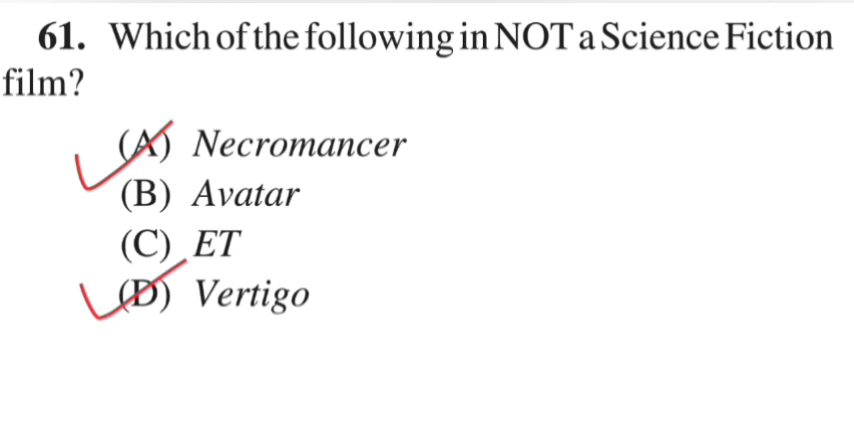 61. Which of the following in NOT a Science Fiction
film?
(A) Necromancer
(B) Avatar
(C) ET
(D) Vertigo